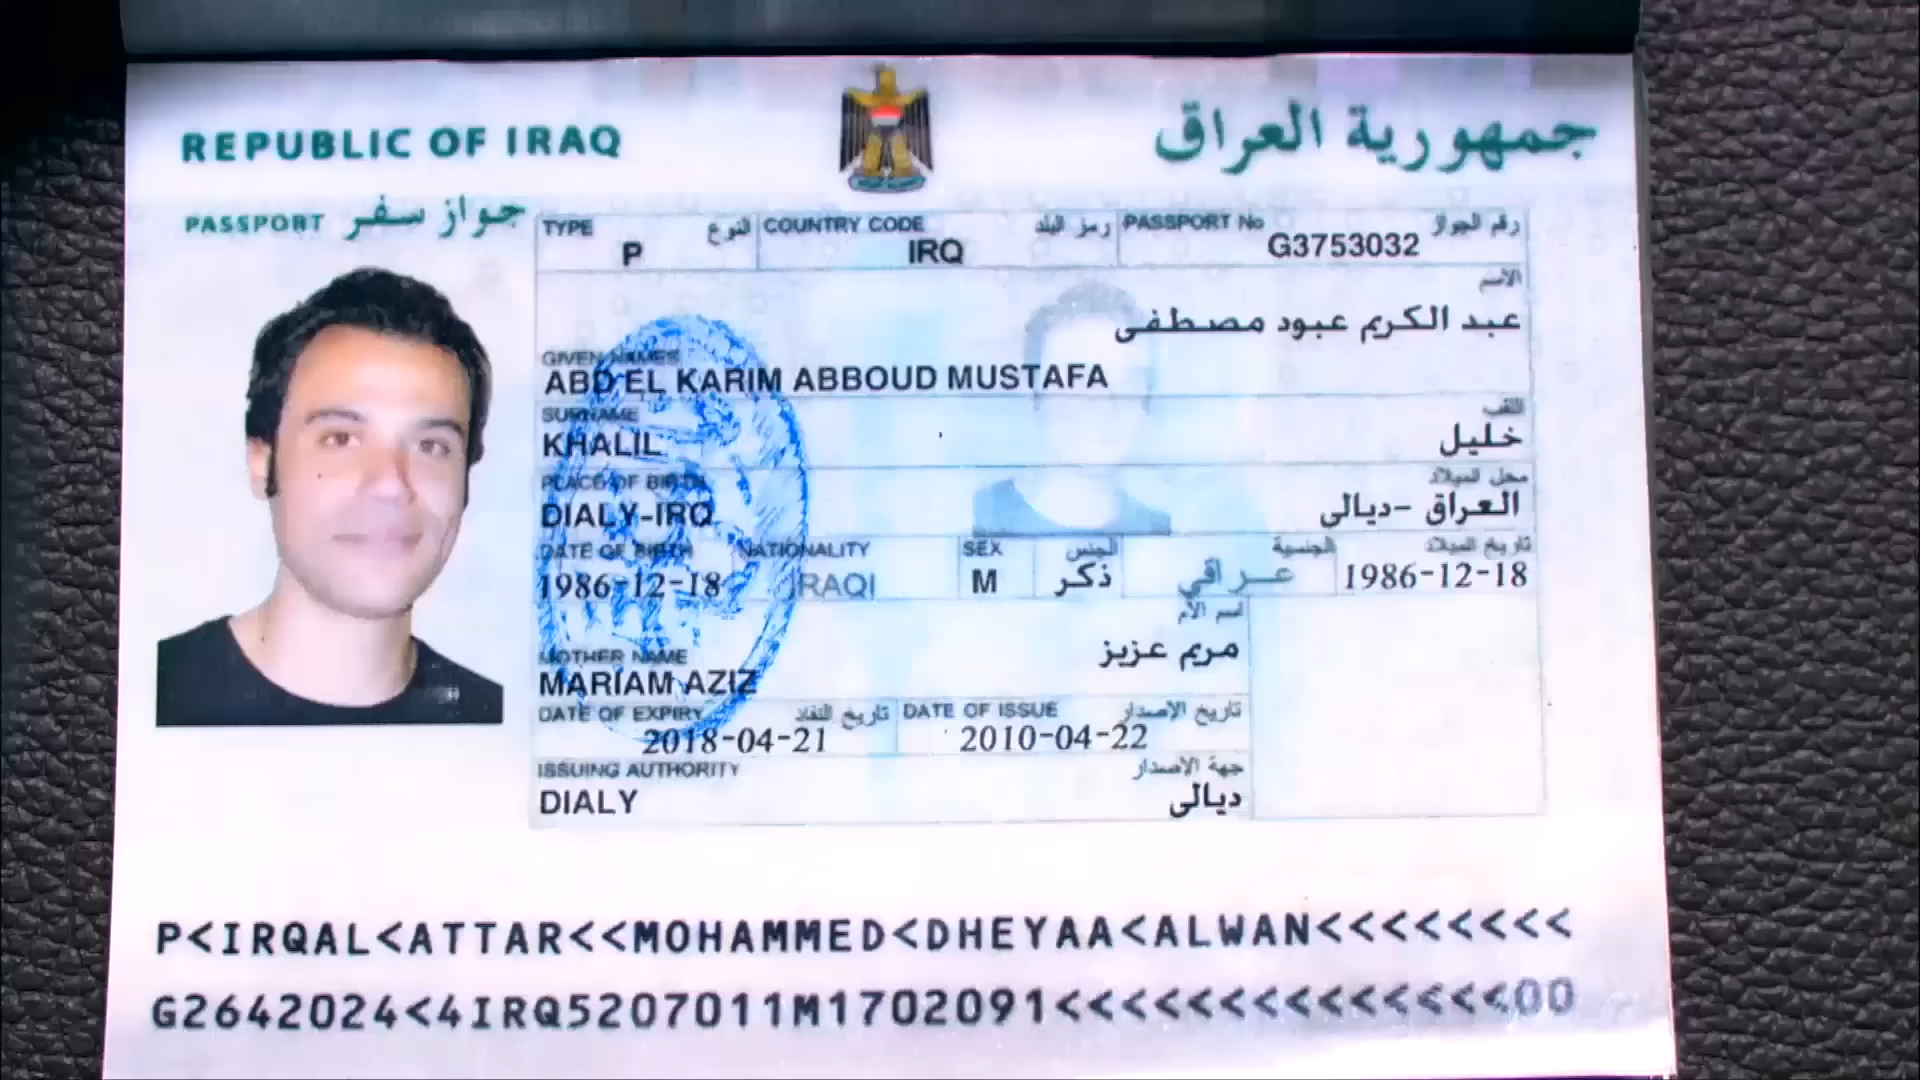 REPUBLIC OF IRAQ
جمهورية العراق
PASSPORT جواز سفر
TYPE النوع COUNTRY CODE رمز البلد PASSPORT No رقم الجواز
P IRQ G3753032
الاسم
عبد الكريم عبود مصطفى
GIVEN NAMES
ABD EL KARIM ABBOUD MUSTAFA
SURNAME اللقب
KHALIL خليل
PLACE OF BIRTH محل الميلاد
DIALY-IRQ العراق -ديالى
DATE OF BIRTH NATIONALITY SEX الجنس الجنسية تاريخ الميلاد
1986-12-18 IRAQI M ذكر عراقي 1986-12-18
اسم الأم
مريم عزيز
MOTHER NAME
MARIAM AZIZ
DATE OF EXPIRY تاريخ النفاذ DATE OF ISSUE تاريخ الاصدار
2018-04-21 2010-04-22
ISSUING AUTHORITY جهة الاصدار
DIALY ديالى
P<IRQAL<ATTAR<<MOHAMMED<DHEYAA<ALWAN<<<<<<<<
G2642024<4IRQ5207011M1702091<<<<<<<<<<<<<<00